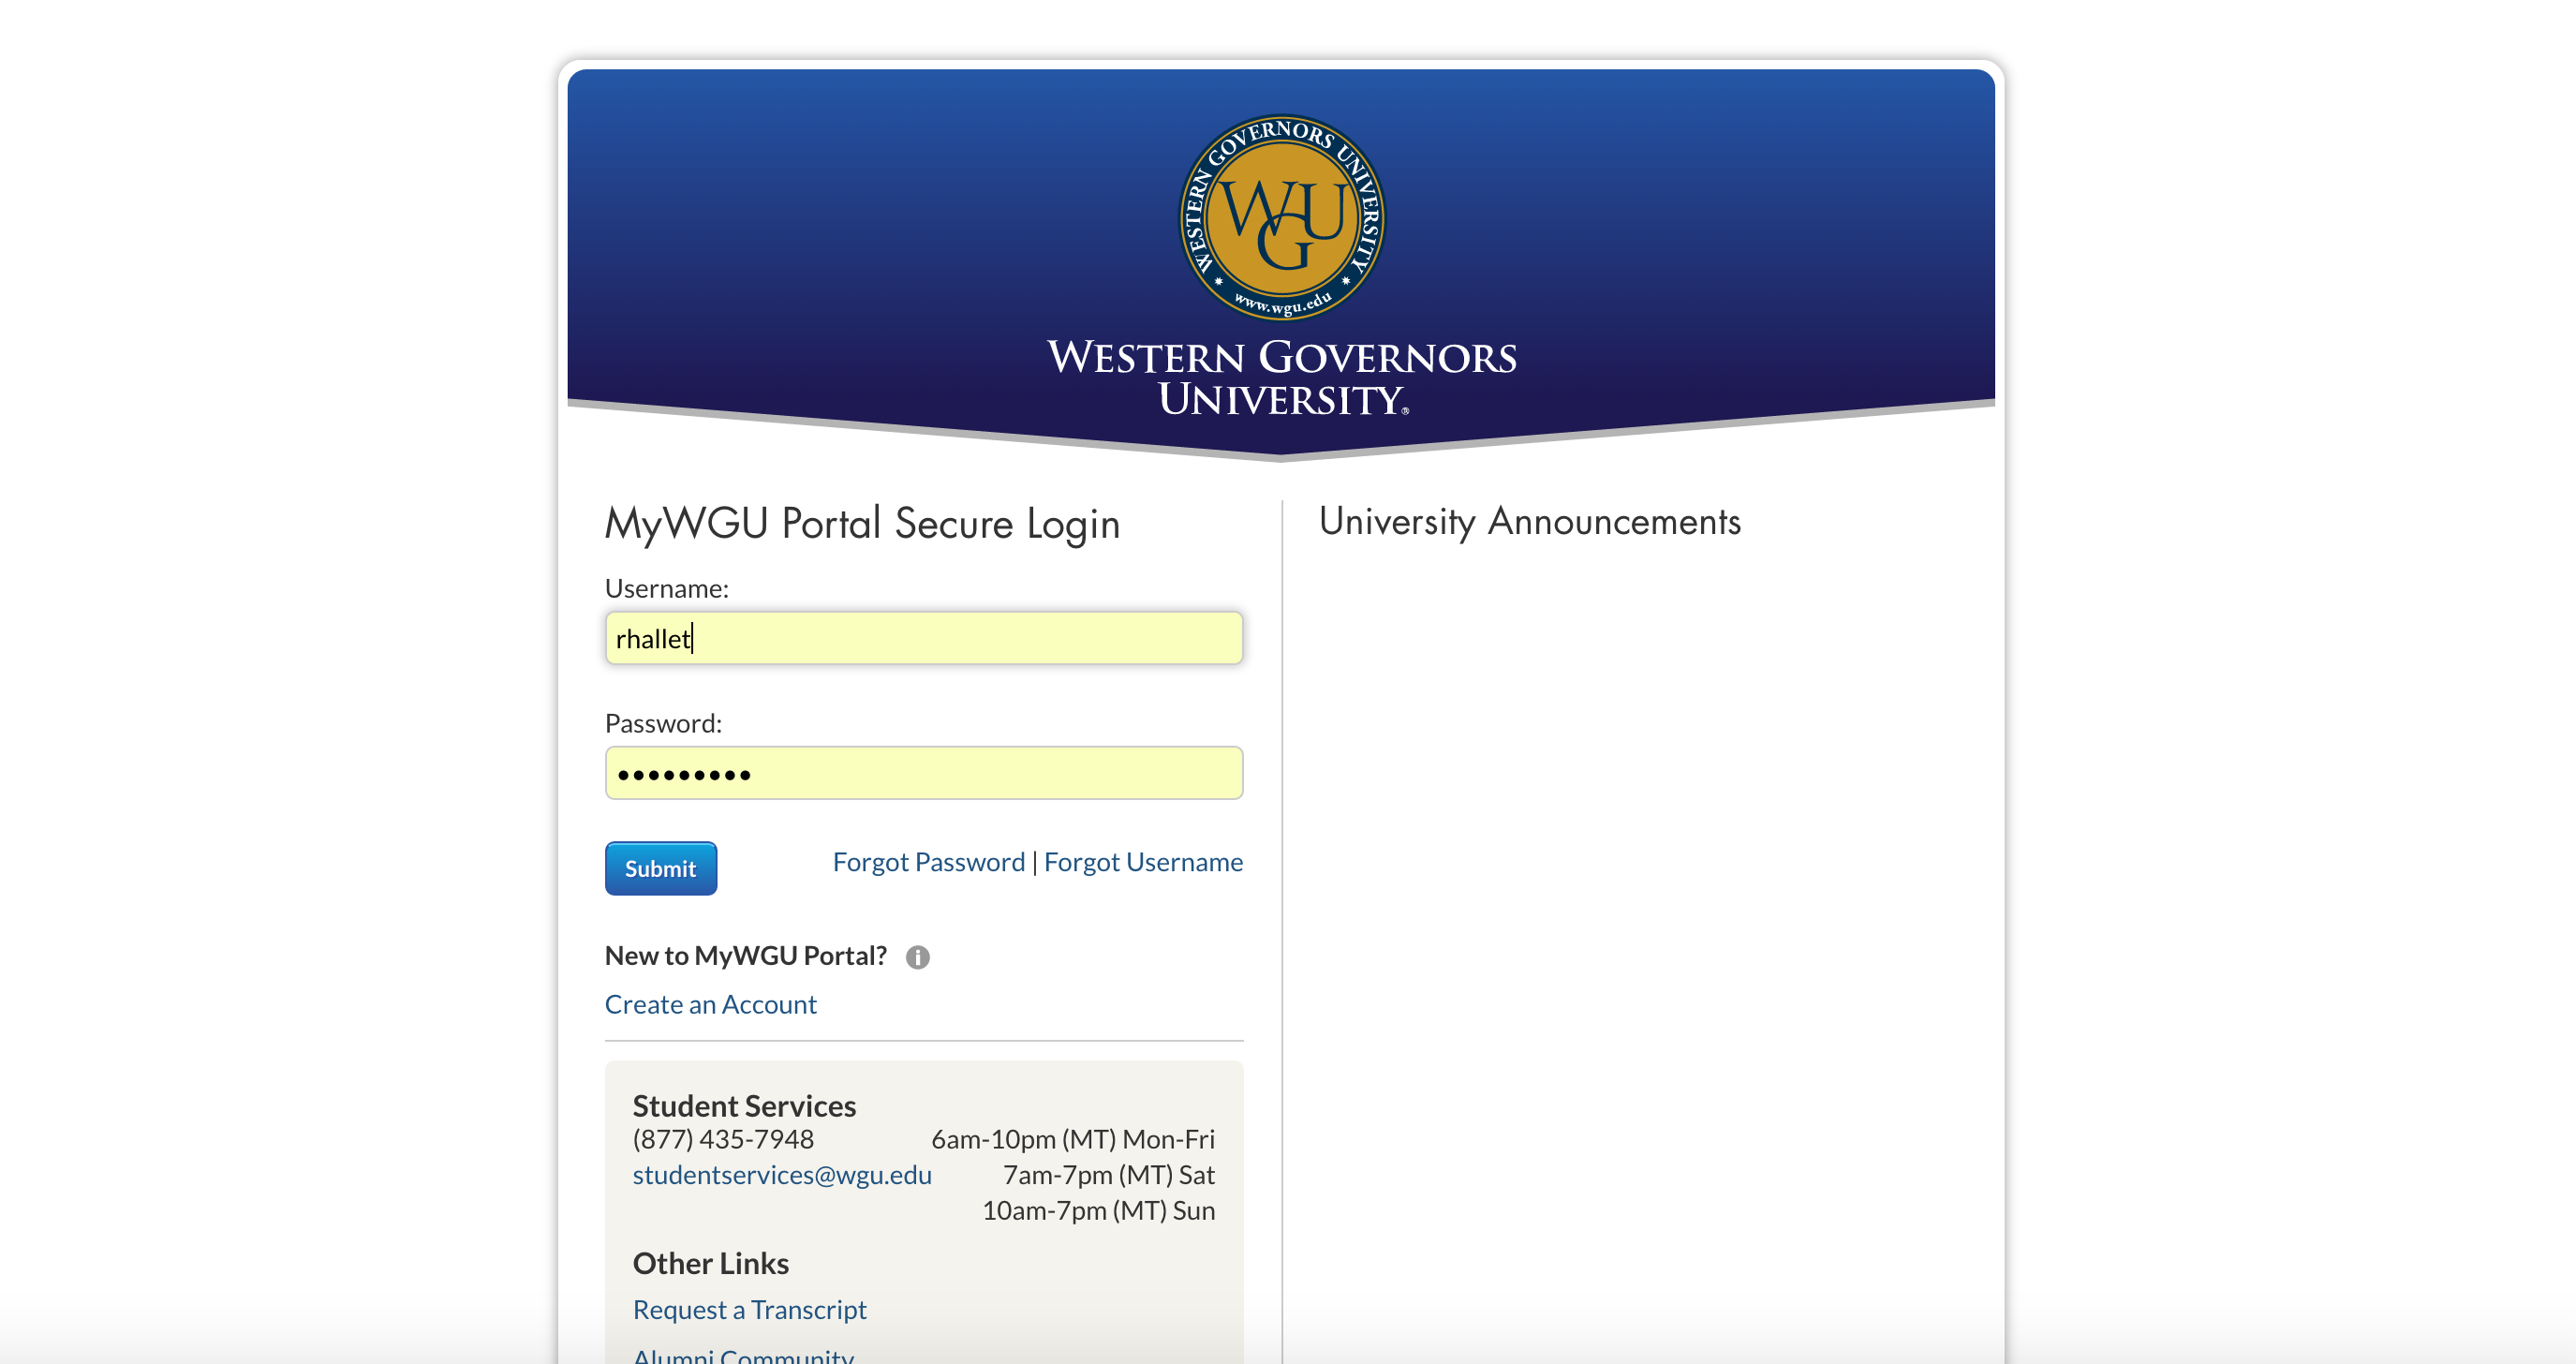 WESTERN GOVERNORS UNIVERSITY
WGU
www.wgu.edu
WESTERN GOVERNORS
UNIVERSITY®
MyWGU Portal Secure Login
Username:
rhallet
Password:
Submit
Forgot Password | Forgot Username
New to MyWGU Portal?
Create an Account
Student Services
(877) 435-7948 6am-10pm (MT) Mon-Fri
studentservices@wgu.edu 7am-7pm (MT) Sat
10am-7pm (MT) Sun
Other Links
Request a Transcript
Alumni Community
University Announcements